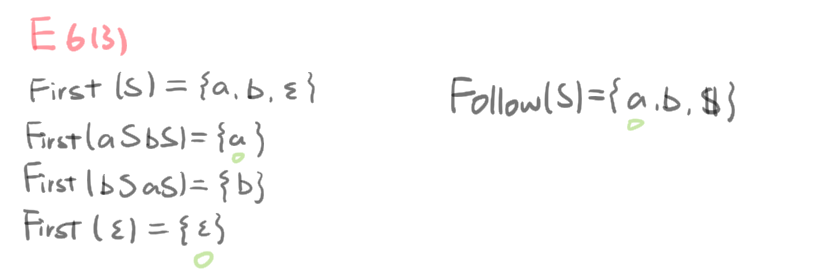 E 6(3)
First (S) = {a, b, ε}
First(aSbS) = {a}
First(bSaS) = {b}
First (ε) = {ε}
Follow(S) = {a, b, $}